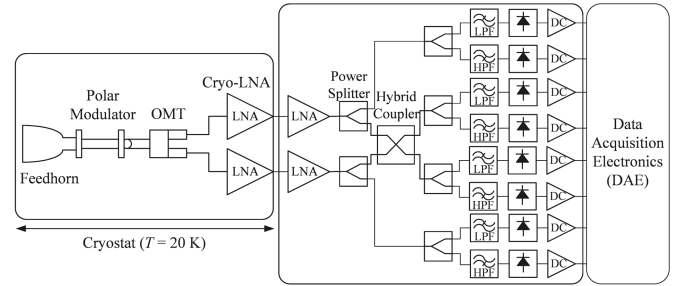 Feedhorn
Polar
Modulator
OMT
Cryo-LNA
LNA
LNA
Cryostat (T = 20 K)
LNA
LNA
Power
Splitter
Hybrid
Coupler
LPF
DC
HPF
DC
LPF
DC
HPF
DC
LPF
DC
HPF
DC
LPF
DC
HPF
DC
Data
Acquisition
Electronics
(DAE)